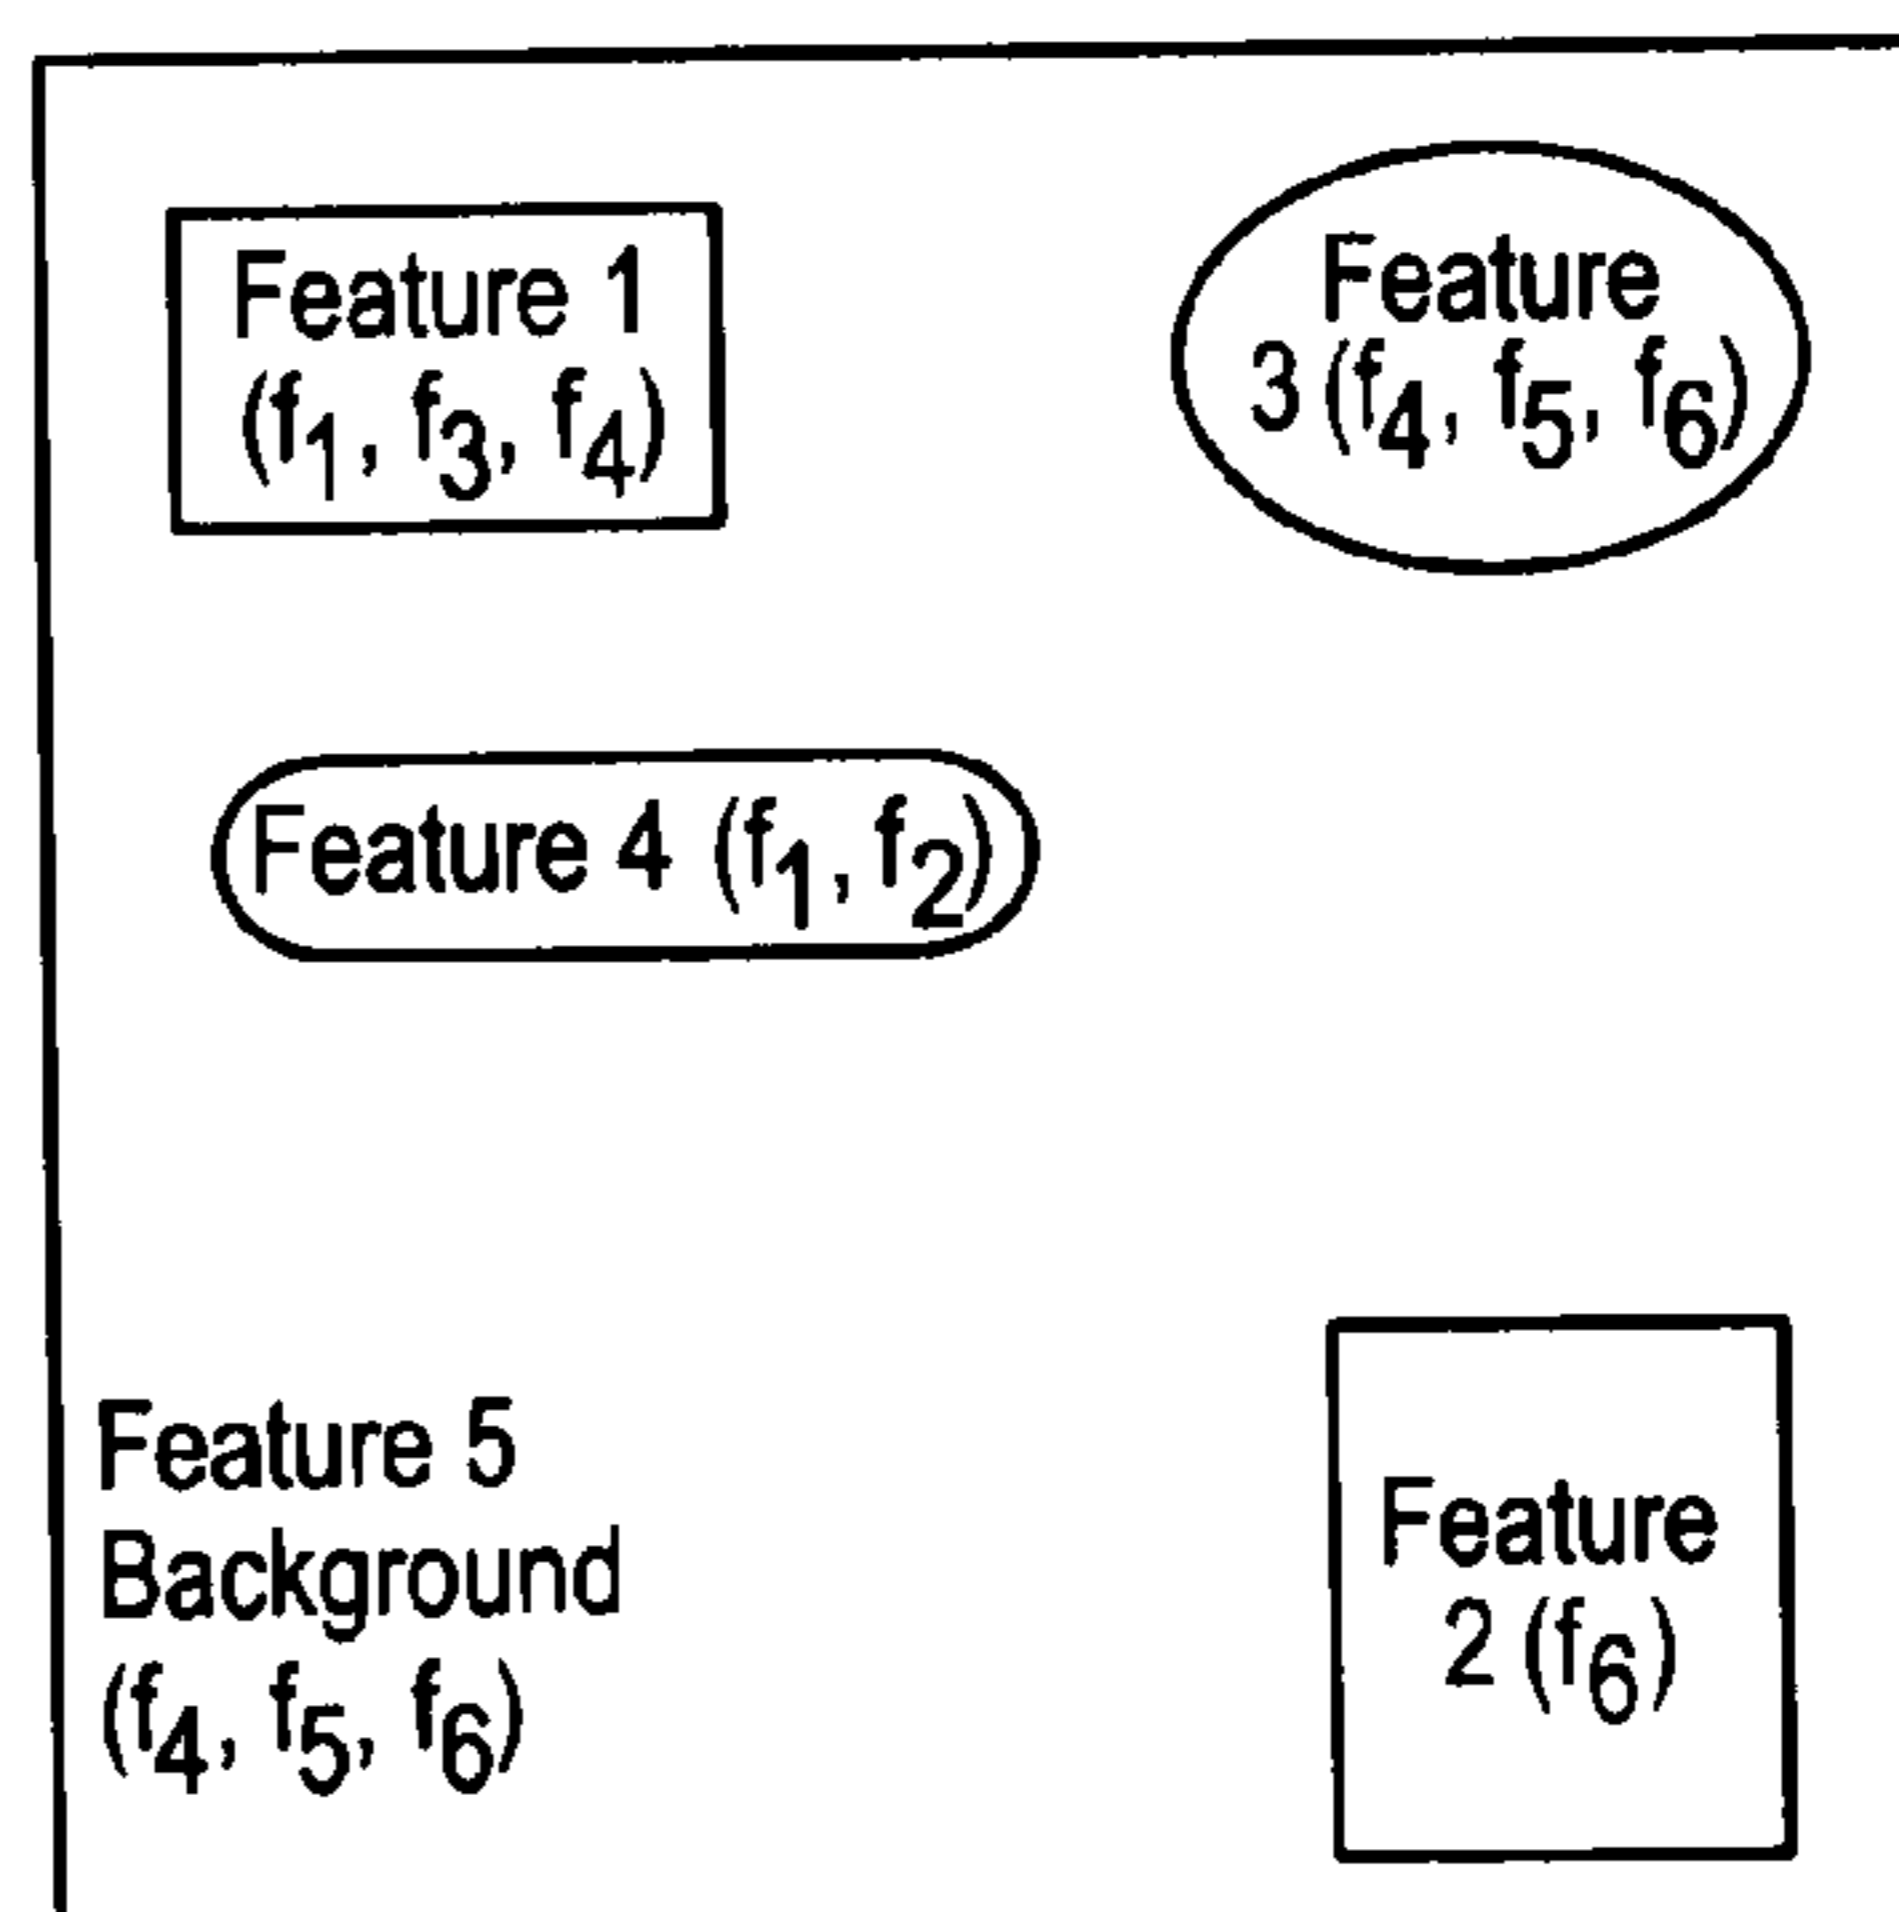 Feature 1
(f1, f3, f4)
Feature
3 (f4, f5, f6)
Feature 4 (f1, f2)
Feature 5
Background
(f4, f5, f6)
Feature
2 (f6)